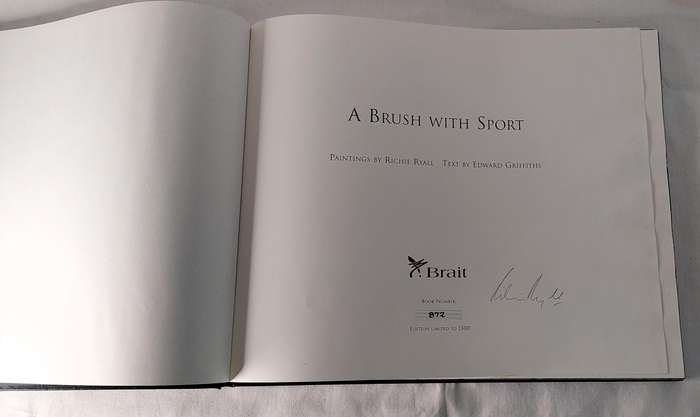 A BRUSH WITH SPORT
PAINTINGS BY RICHIE RYALL TEXT BY EDWARD GRIFFITHS
Brait
BOOK NUMBER
872
EDITION LIMITED TO 1500